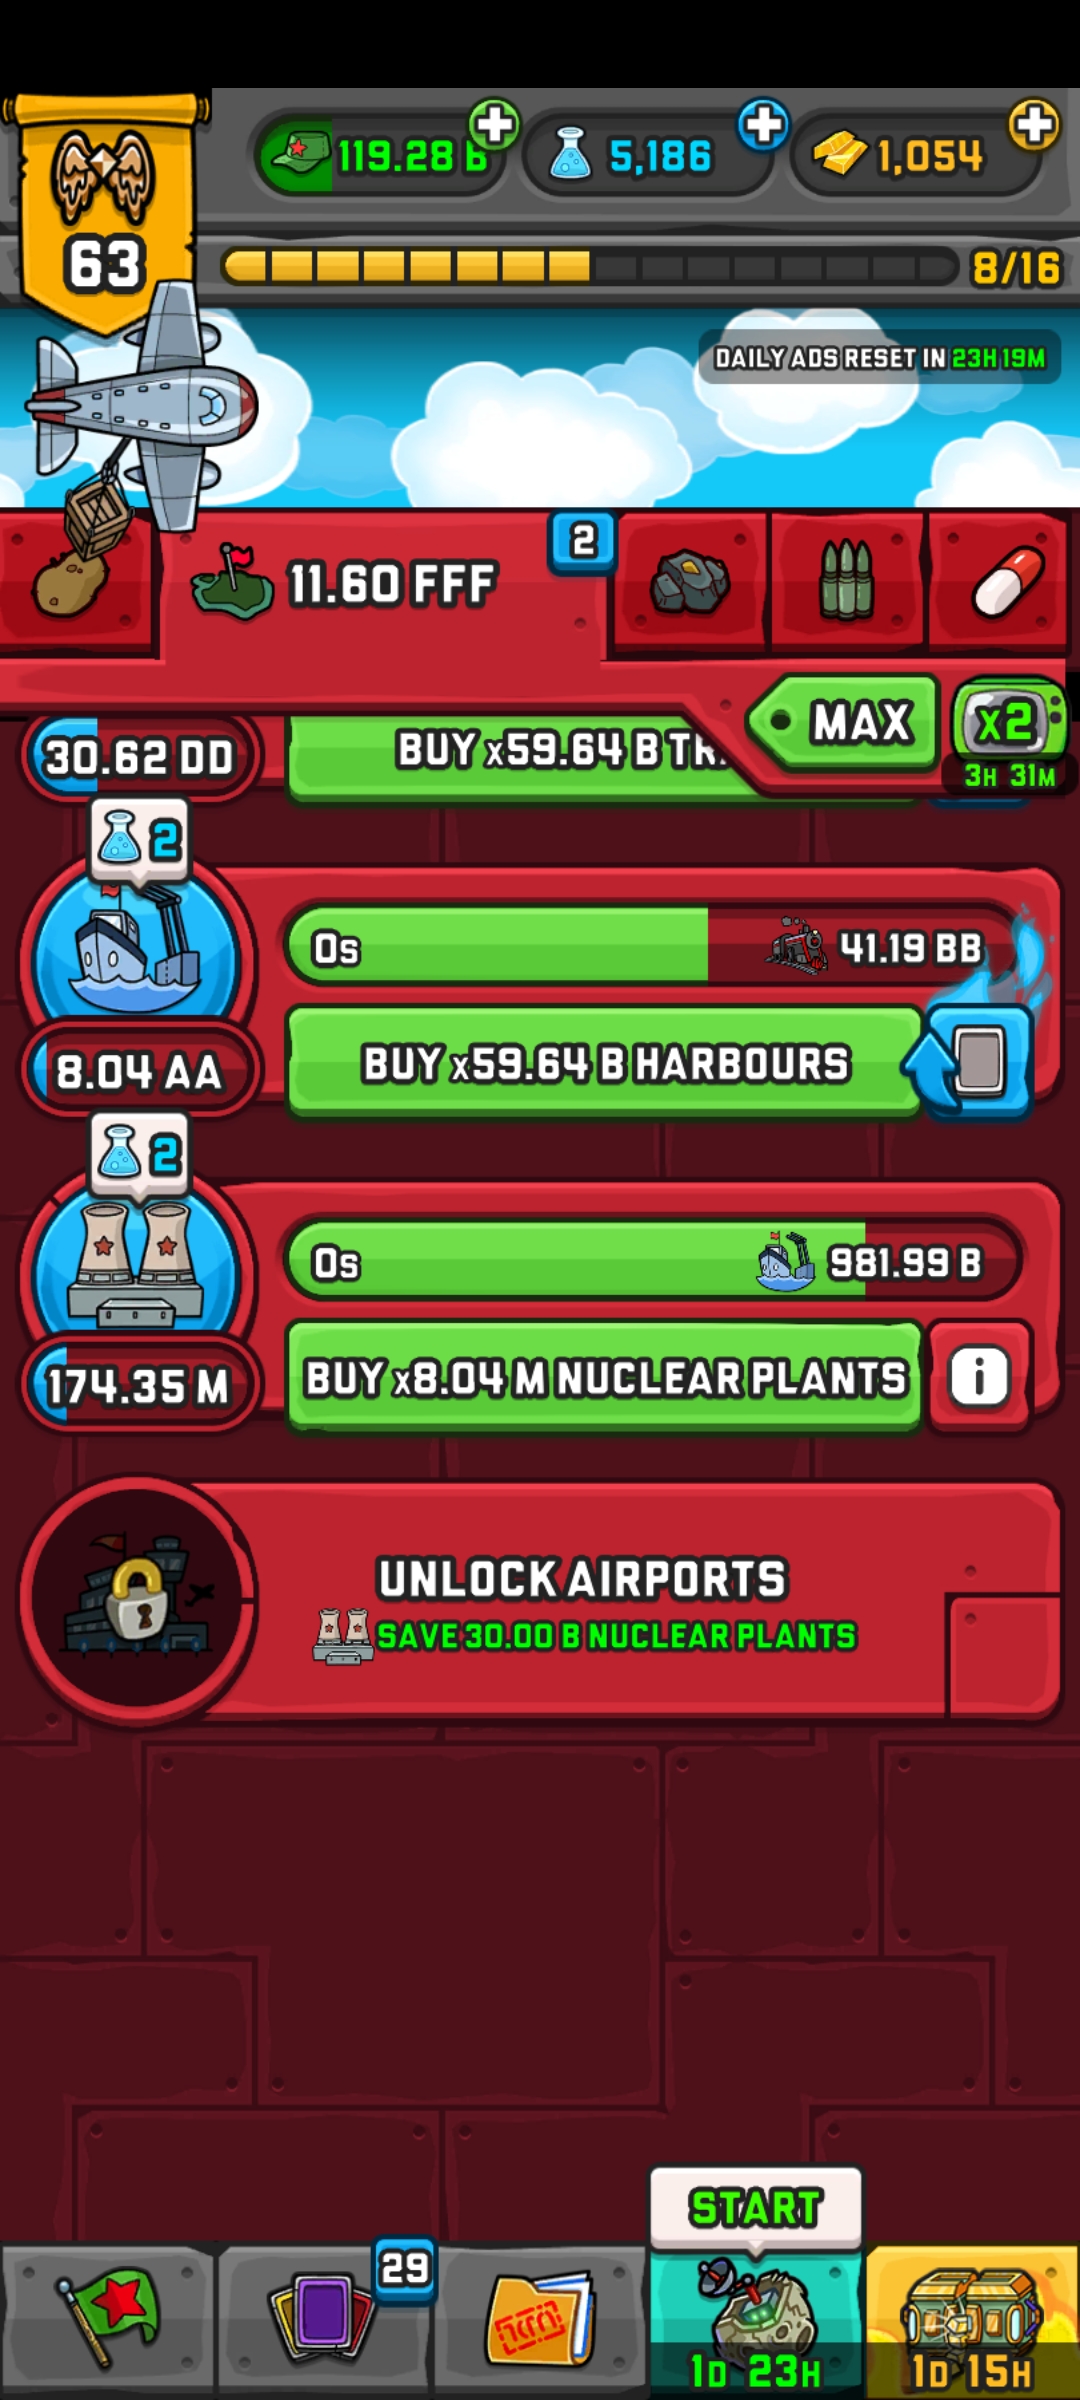 119.28 B
5,186
1,054
63
8/16
DAILY ADS RESET IN 23H 19M
11.60 FFF
2
MAX
x2
3H 31M
30.62 DD
BUY x59.64 B
2
0s
41.19 BB
8.04 AA
BUY x59.64 B HARBOURS
2
0s
981.99 B
174.35 M
BUY x8.04 M NUCLEAR PLANTS
i
UNLOCK AIRPORTS
SAVE 30.00 B NUCLEAR PLANTS
START
29
1D 23H
1D 15H